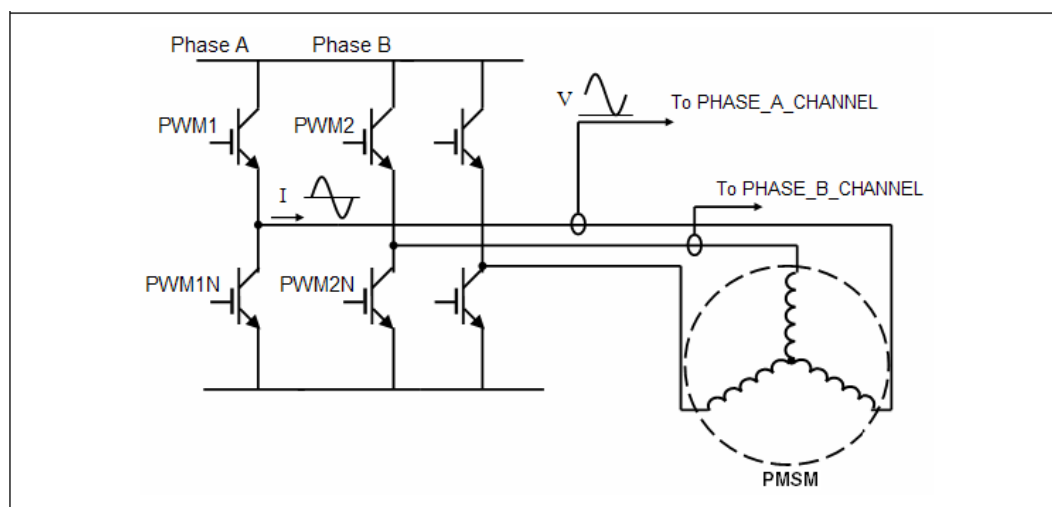 Phase A
Phase B
V
To PHASE_A_CHANNEL
PWM1
PWM2
To PHASE_B_CHANNEL
I
PWM1N
PWM2N
PMSM